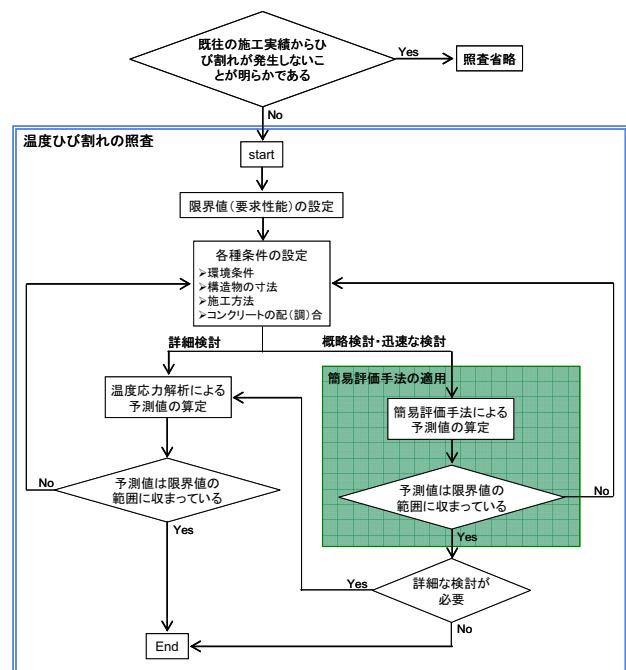 既往の施工実績からひ
び割れが発生しないこ
とが明らかである
Yes
照査省略
No
温度ひび割れの照査
start
限界値(要求性能)の設定
各種条件の設定
➢環境条件
➢構造物の寸法
➢施工方法
➢コンクリートの配(調)合
詳細検討
概略検討・迅速な検討
簡易評価手法の適用
温度応力解析による
予測値の算定
簡易評価手法による
予測値の算定
No
予測値は限界値の
範囲に収まっている
予測値は限界値の
範囲に収まっている
No
Yes
Yes
Yes
詳細な検討が
必要
No
End